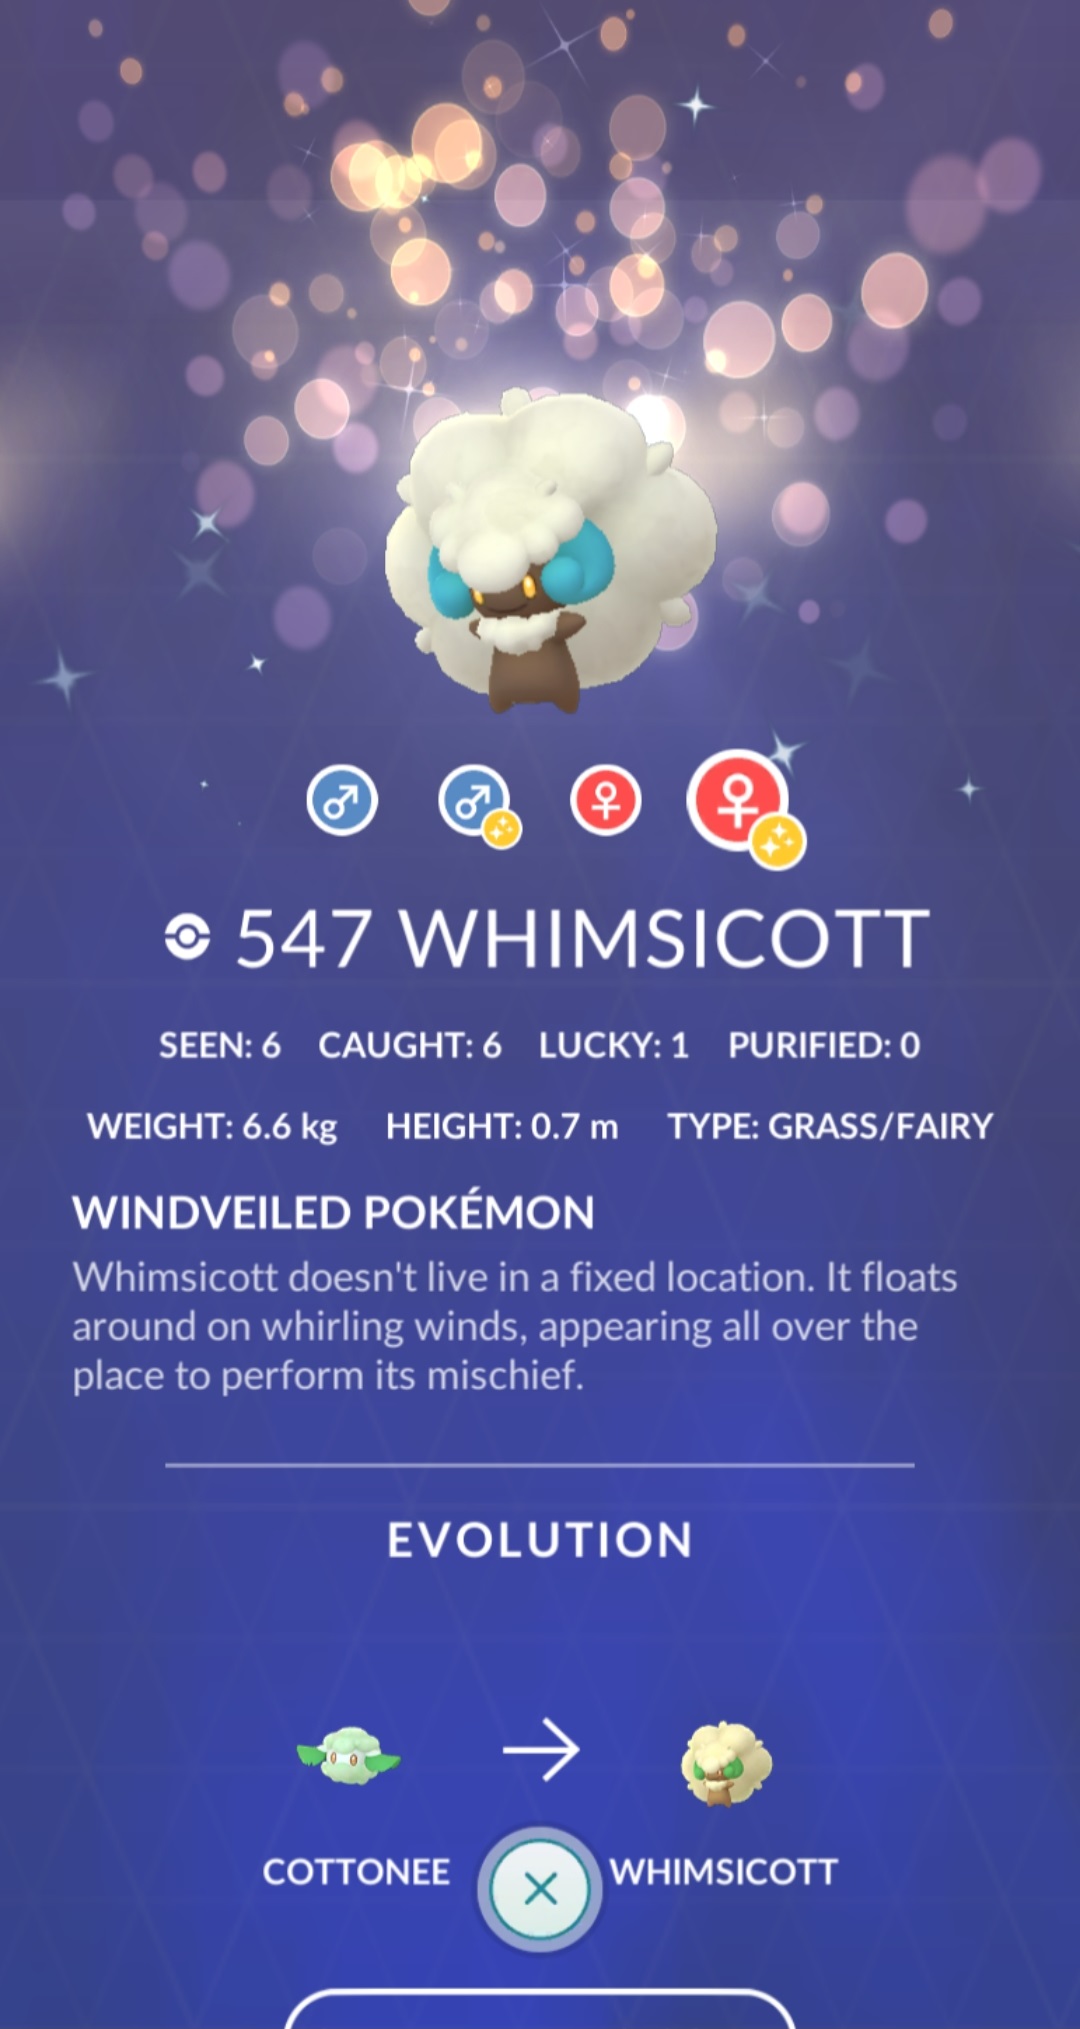 547 WHIMSICOTT
SEEN: 6 CAUGHT: 6 LUCKY: 1 PURIFIED: 0
WEIGHT: 6.6 kg HEIGHT: 0.7 m TYPE: GRASS/FAIRY
WINDVEILED POKÉMON
Whimsicott doesn't live in a fixed location. It floats
around on whirling winds, appearing all over the
place to perform its mischief.
EVOLUTION
COTTONEE WHIMSICOTT